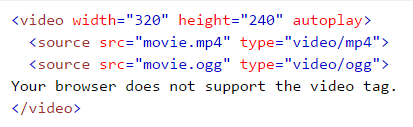 <video width="320" height="240" autoplay>
<source src="movie.mp4" type="video/mp4">
<source src="movie.ogg" type="video/ogg">
Your browser does not support the video tag.
</video>